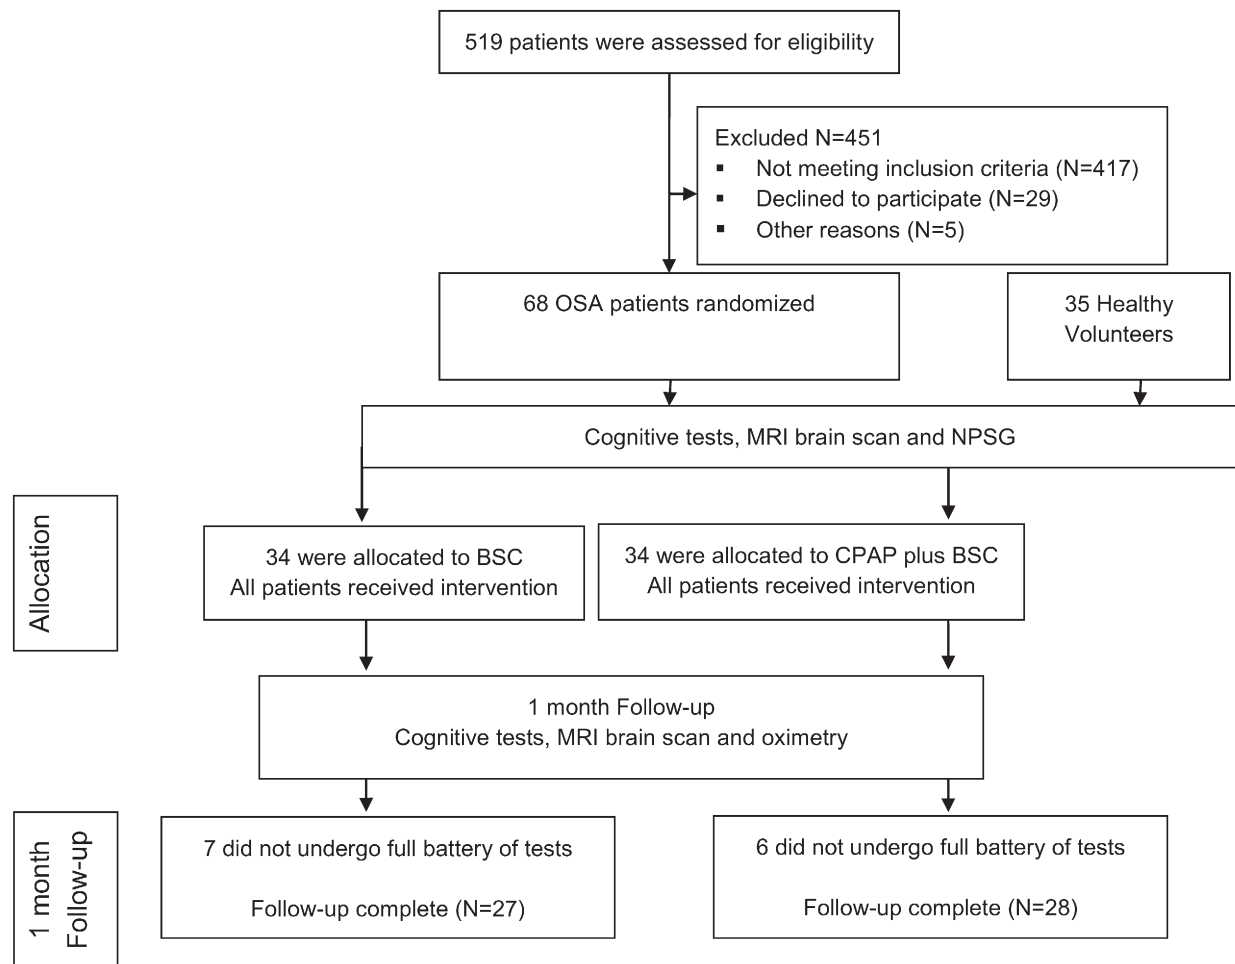 519 patients were assessed for eligibility
Excluded N=451
▪ Not meeting inclusion criteria (N=417)
▪ Declined to participate (N=29)
▪ Other reasons (N=5)
68 OSA patients randomized
35 Healthy
Volunteers
Cognitive tests, MRI brain scan and NPSG
Allocation
34 were allocated to BSC
All patients received intervention
34 were allocated to CPAP plus BSC
All patients received intervention
1 month Follow-up
Cognitive tests, MRI brain scan and oximetry
1 month
Follow-up
7 did not undergo full battery of tests
Follow-up complete (N=27)
6 did not undergo full battery of tests
Follow-up complete (N=28)